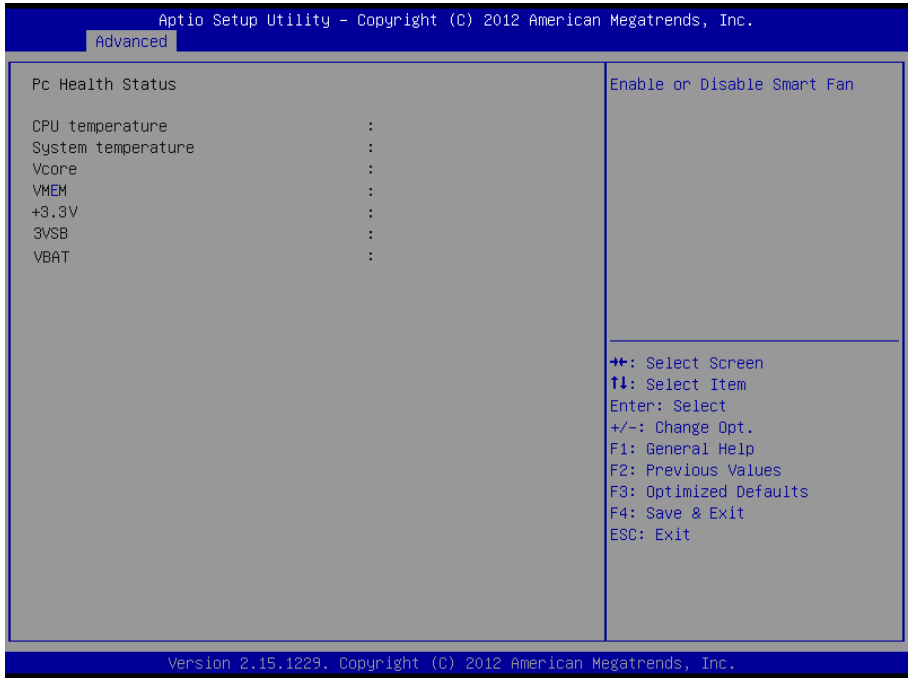 Aptio Setup Utility – Copyright (C) 2012 American Megatrends, Inc.
Advanced
Pc Health Status
CPU temperature :
System temperature :
Vcore :
VMEM :
+3.3V :
3VSB :
VBAT :
Enable or Disable Smart Fan
→←: Select Screen
↑↓: Select Item
Enter: Select
+/-: Change Opt.
F1: General Help
F2: Previous Values
F3: Optimized Defaults
F4: Save & Exit
ESC: Exit
Version 2.15.1229. Copyright (C) 2012 American Megatrends, Inc.